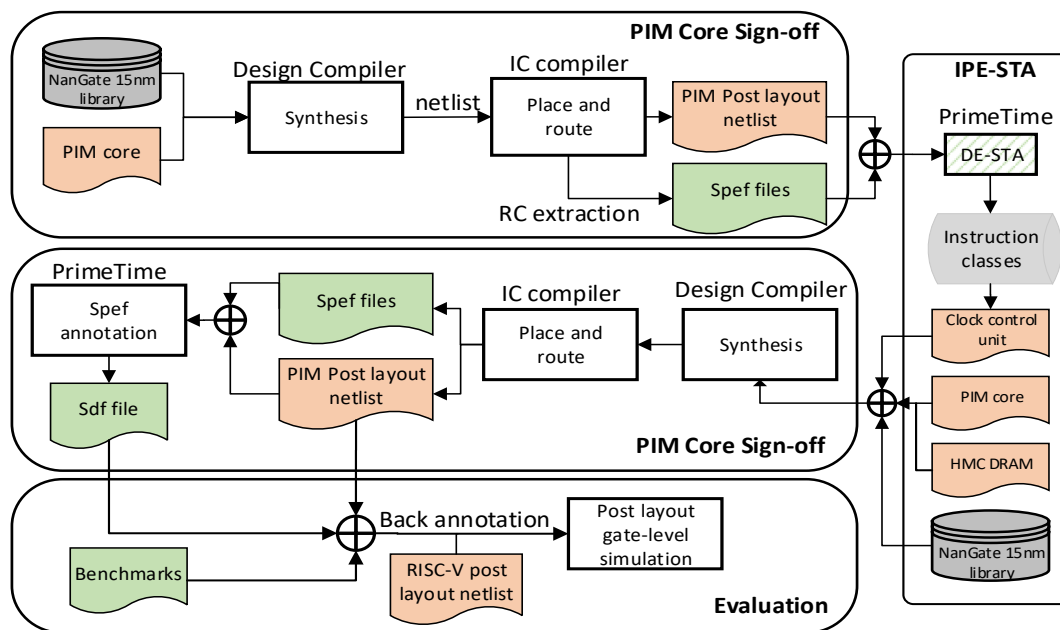 PIM Core Sign-off
NanGate 15nm
library
PIM core
Design Compiler
Synthesis
netlist
IC compiler
Place and
route
RC extraction
PIM Post layout
netlist
Spef files
IPE-STA
PrimeTime
DE-STA
Instruction
classes
Clock control
unit
PIM core
HMC DRAM
NanGate 15nm
library
PrimeTime
Spef
annotation
Sdf file
Spef files
PIM Post layout
netlist
IC compiler
Place and
route
Design Compiler
Synthesis
PIM Core Sign-off
Benchmarks
Back annotation
RISC-V post
layout netlist
Post layout
gate-level
simulation
Evaluation